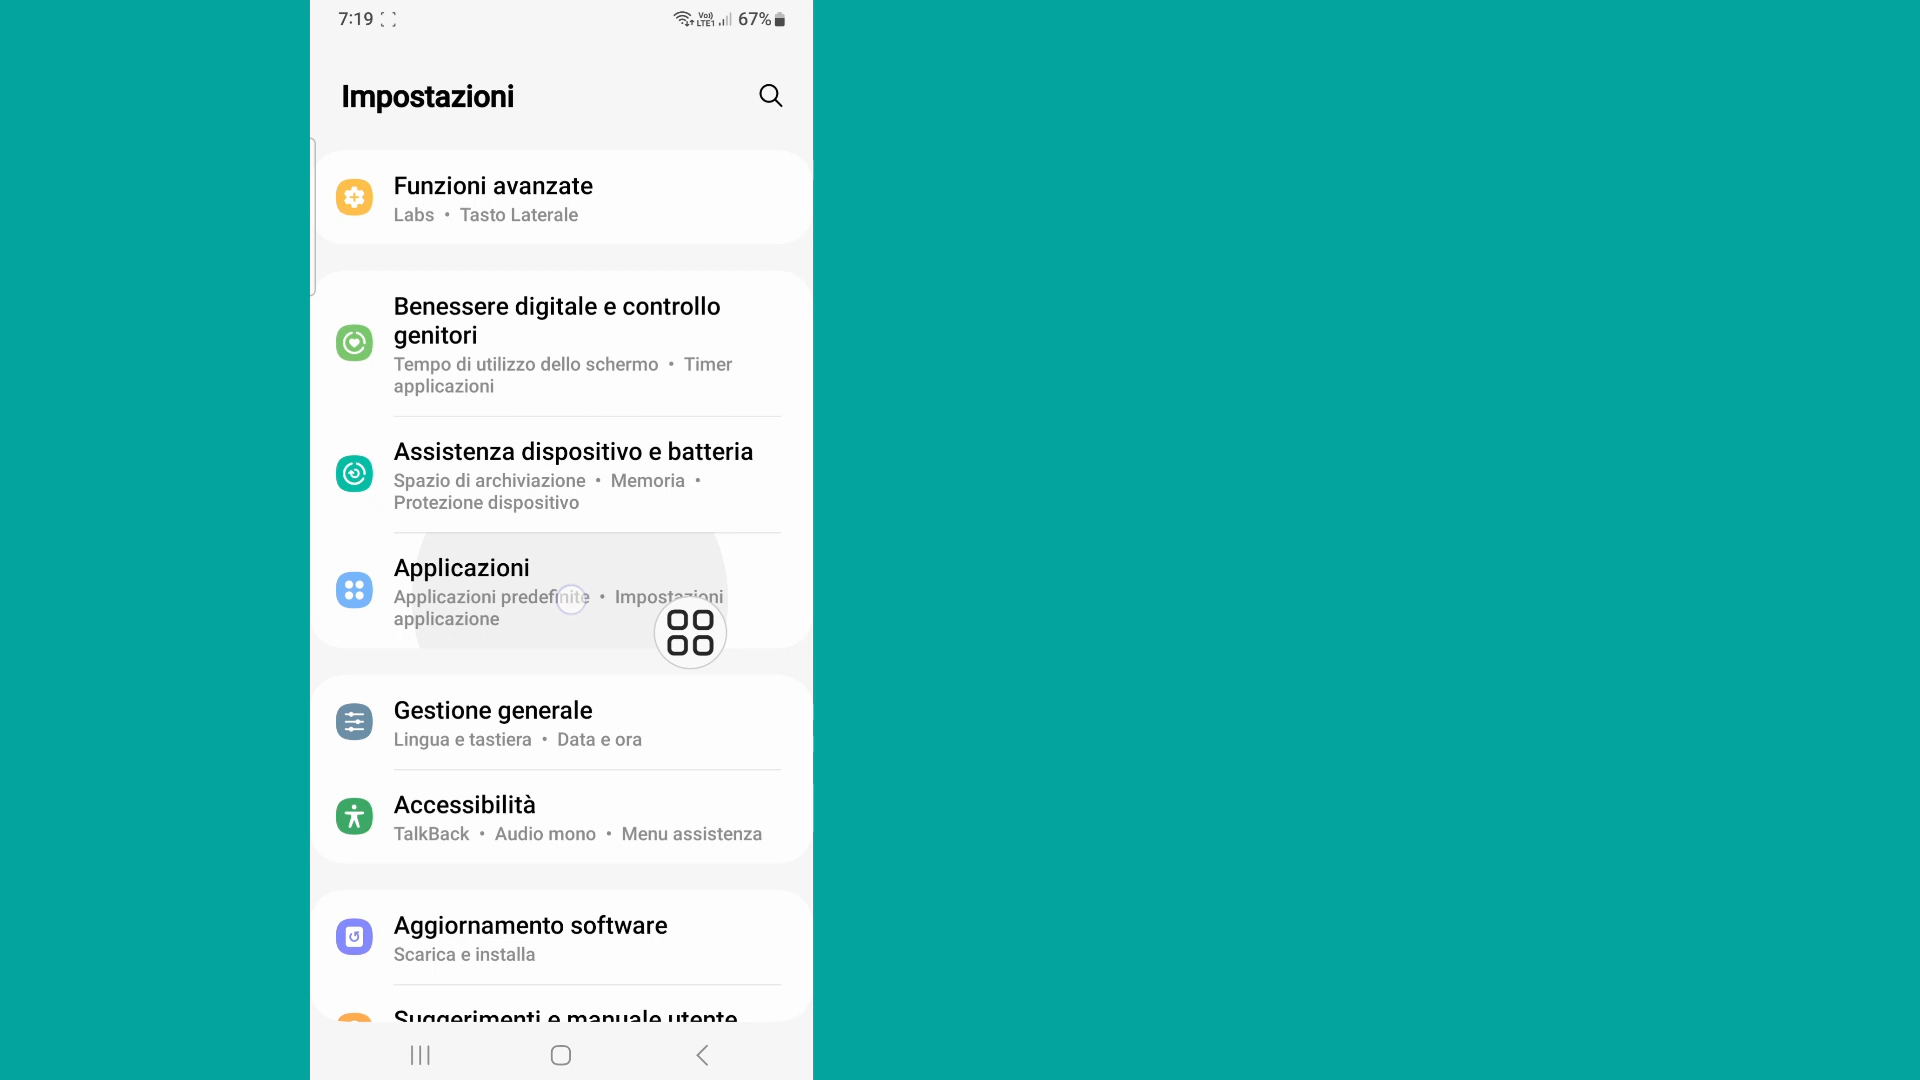 7:19
Vo)) LTE1 67%
Impostazioni
Funzioni avanzate
Labs • Tasto Laterale
Benessere digitale e controllo
genitori
Tempo di utilizzo dello schermo • Timer
applicazioni
Assistenza dispositivo e batteria
Spazio di archiviazione • Memoria •
Protezione dispositivo
Applicazioni
Applicazioni predefinite • Impostazioni
applicazione
Gestione generale
Lingua e tastiera • Data e ora
Accessibilità
TalkBack • Audio mono • Menu assistenza
Aggiornamento software
Scarica e installa
Suggerimenti e manuale utente